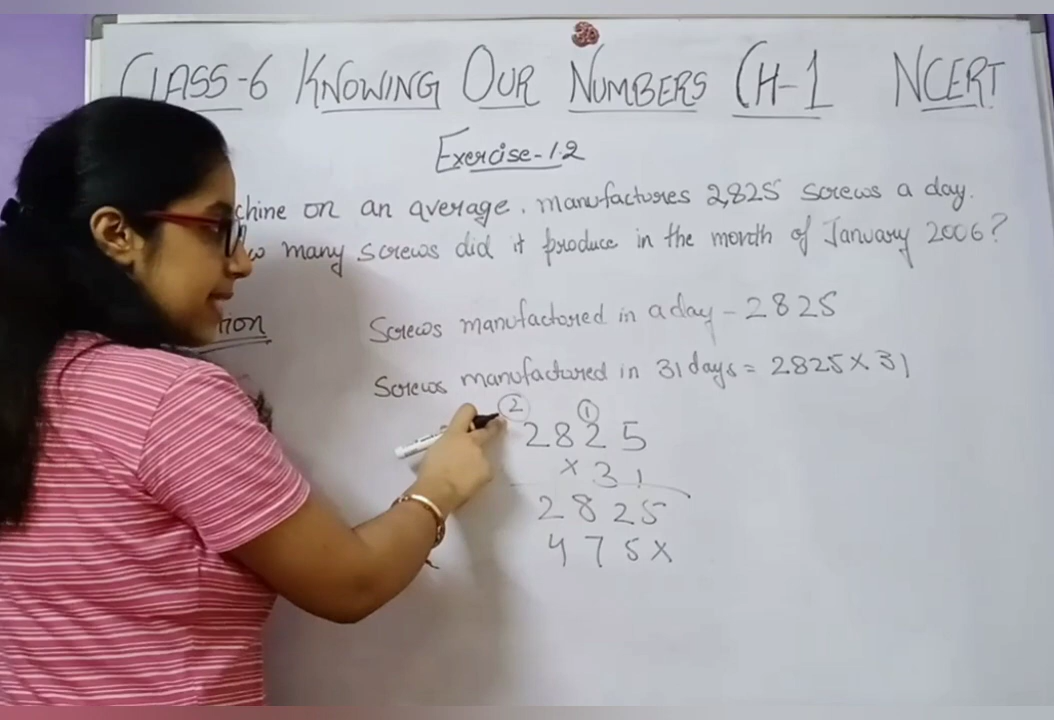 CLASS-6 KNOWING OUR NUMBERS CH-1 NCERT
Exercise-1.2
chine on an average, manufactures 2,825 screws a day.
w many screws did it produce in the month of January 2006?
tion
Screws manufactored in a day - 2825
Screws manufactured in 31 days = 2825 × 31
2 1
2825
× 31
2825
475×